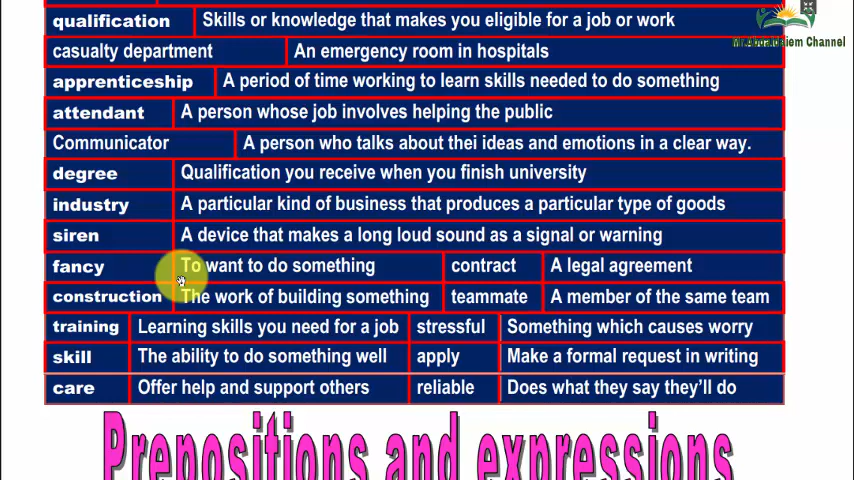 qualification Skills or knowledge that makes you eligible for a job or work
Mr.Abdaldaiem Channel
casualty department An emergency room in hospitals
apprenticeship A period of time working to learn skills needed to do something
attendant A person whose job involves helping the public
Communicator A person who talks about thei ideas and emotions in a clear way.
degree Qualification you receive when you finish university
industry A particular kind of business that produces a particular type of goods
siren A device that makes a long loud sound as a signal or warning
fancy To want to do something contract A legal agreement
construction The work of building something teammate A member of the same team
training Learning skills you need for a job stressful Something which causes worry
skill The ability to do something well apply Make a formal request in writing
care Offer help and support others reliable Does what they say they'll do
Prepositions and expressions